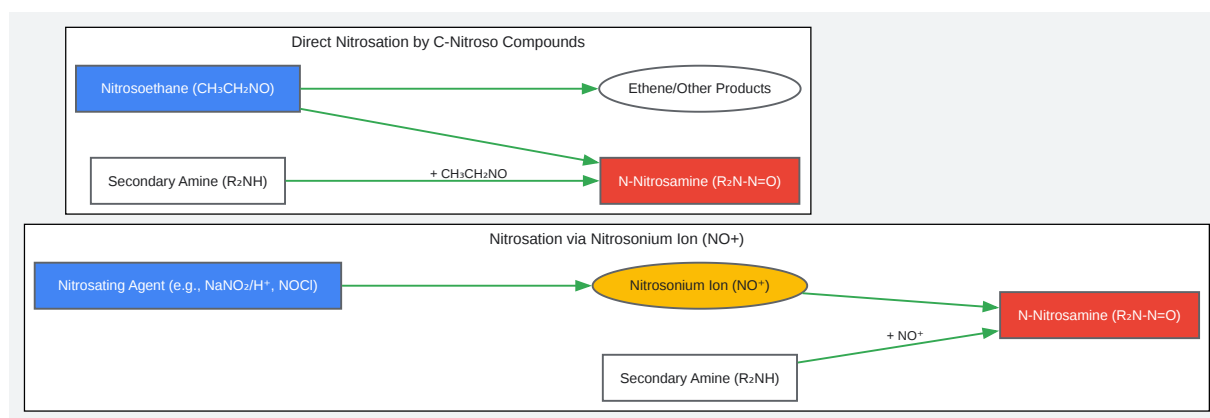 Direct Nitrosation by C-Nitroso Compounds
Nitrosoethane (CH₃CH₂NO)
Ethene/Other Products
Secondary Amine (R₂NH)
+ CH₃CH₂NO
N-Nitrosamine (R₂N-N=O)
Nitrosation via Nitrosonium Ion (NO+)
Nitrosating Agent (e.g., NaNO₂/H⁺, NOCl)
Nitrosonium Ion (NO⁺)
N-Nitrosamine (R₂N-N=O)
+ NO⁺
Secondary Amine (R₂NH)